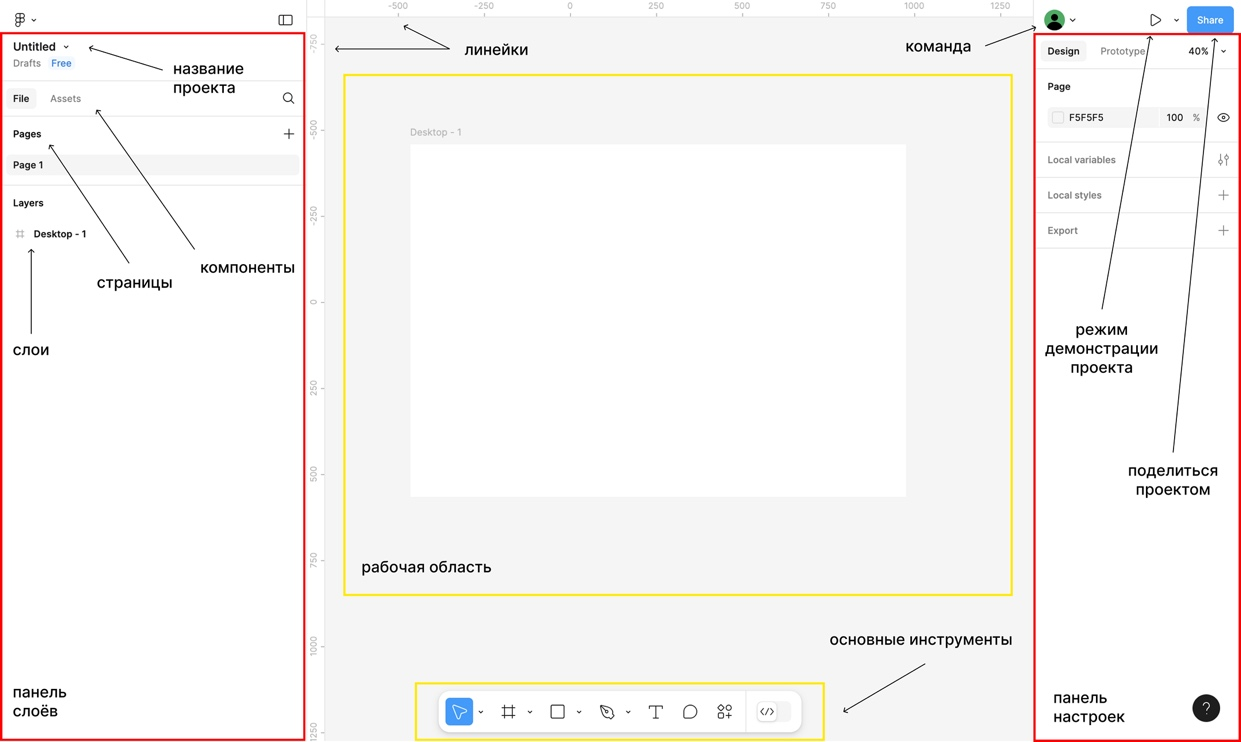 -500 -250 0 250 500 750 1000 1250
Share
Untitled
Drafts Free
название
проекта
линейки
команда
Design Prototype 40%
File Assets
Page
F5F5F5 100 %
Pages
Page 1
Local variables
Local styles
Export
Layers
Desktop - 1
страницы
компоненты
слои
-750
-500
-250
0
250
500
750
1000
1250
Desktop - 1
режим
демонстрации
проекта
поделиться
проектом
рабочая область
основные инструменты
панель
слоёв
панель
настроек
?